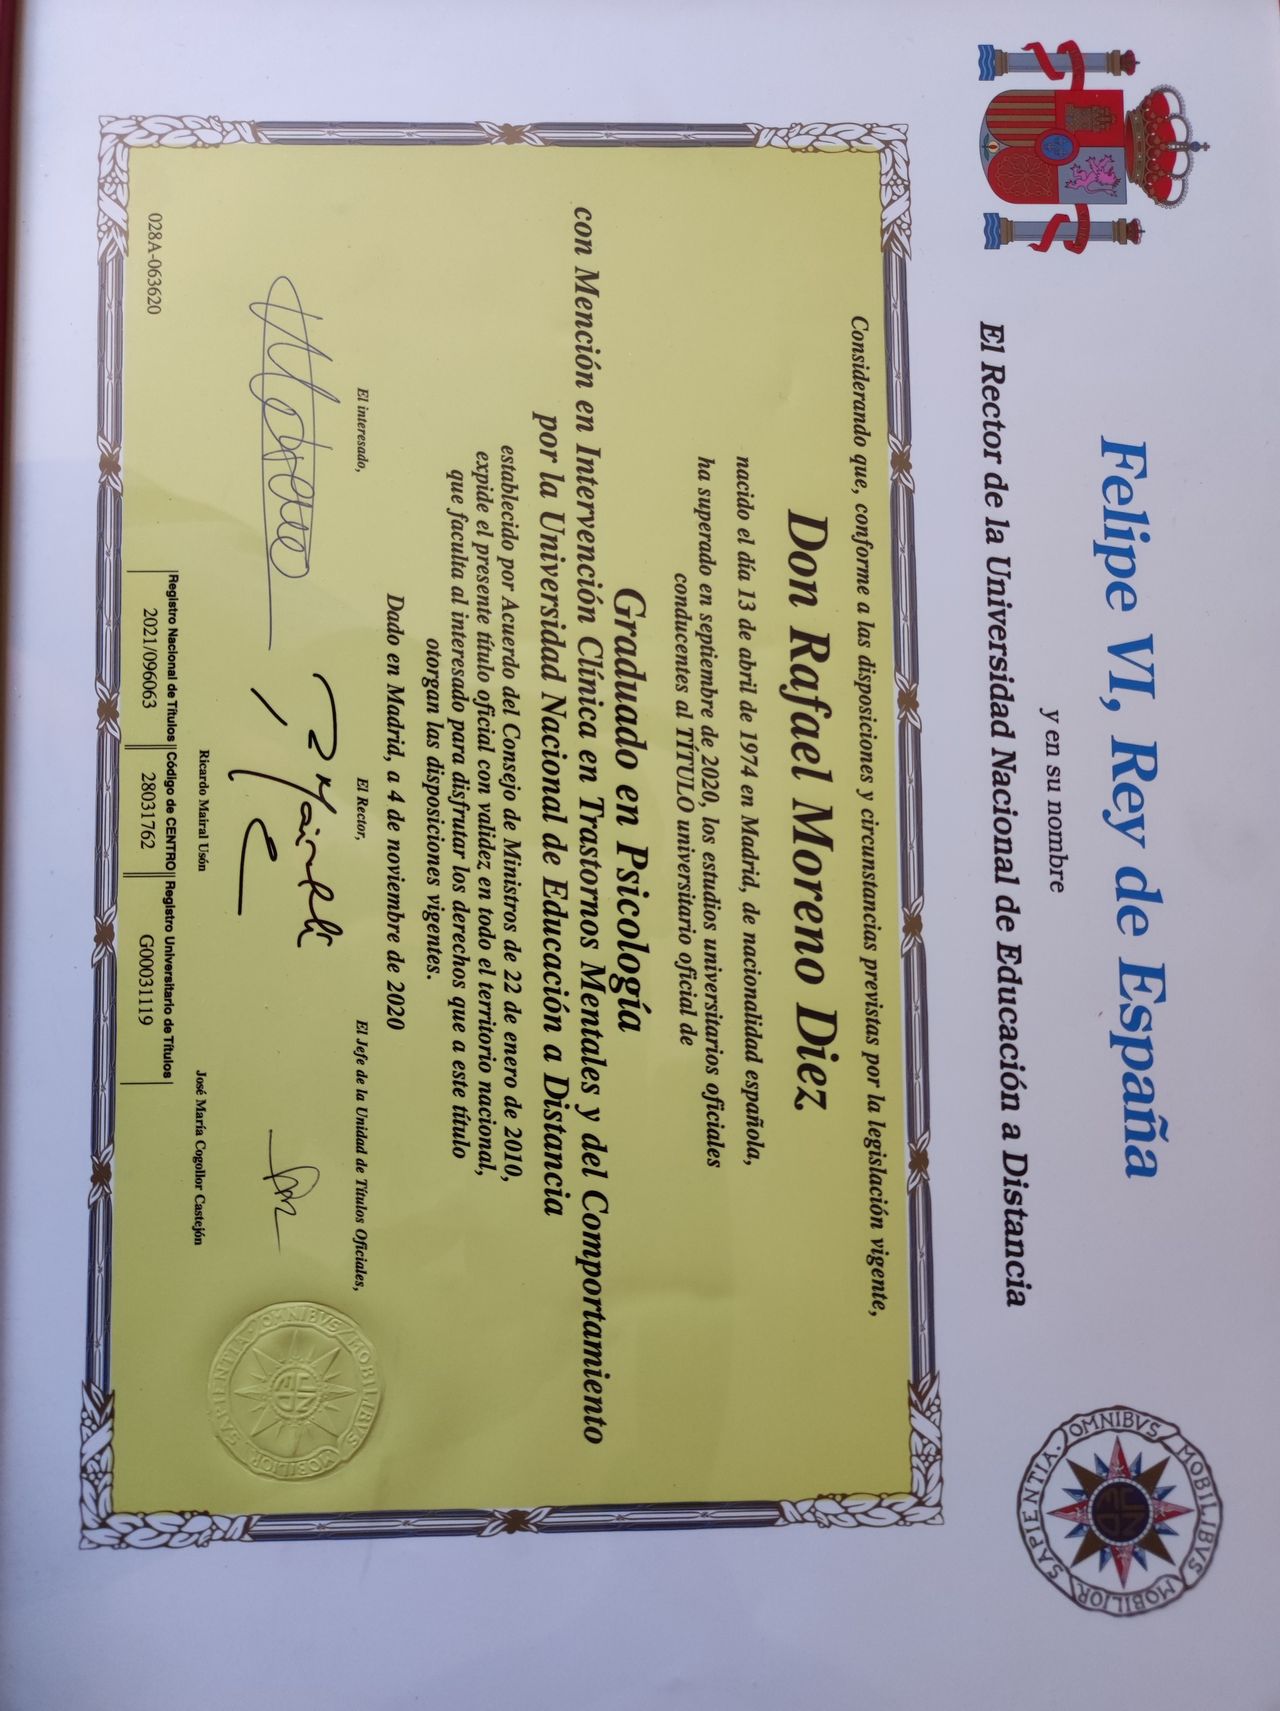 Felipe VI, Rey de España
y en su nombre
El Rector de la Universidad Nacional de Educación a Distancia
OMNIBVS MOBILIBVS MOBILIOR SAPIENTIA
Considerando que, conforme a las disposiciones y circunstancias previstas por la legislación vigente,
Don Rafael Moreno Diez
nacido el día 13 de abril de 1974 en Madrid, de nacionalidad española,
ha superado en septiembre de 2020, los estudios universitarios oficiales
conducentes al TÍTULO universitario oficial de
Graduado en Psicología
con Mención en Intervención Clínica en Trastornos Mentales y del Comportamiento
por la Universidad Nacional de Educación a Distancia
establecido por Acuerdo del Consejo de Ministros de 22 de enero de 2010,
expide el presente título oficial con validez en todo el territorio nacional,
que faculta al interesado para disfrutar los derechos que a este título
otorgan las disposiciones vigentes.
Dado en Madrid, a 4 de noviembre de 2020
El interesado,
El Rector,
El Jefe de la Unidad de Títulos Oficiales,
Ricardo Mairal Usón
José María Cogollor Castejón
OMNIBVS MOBILIBVS MOBILIOR SAPIENTIA
028A-063620
Registro Nacional de Títulos Código de CENTRO Registro Universitario de Títulos
2021/096063 28031762 G00031119